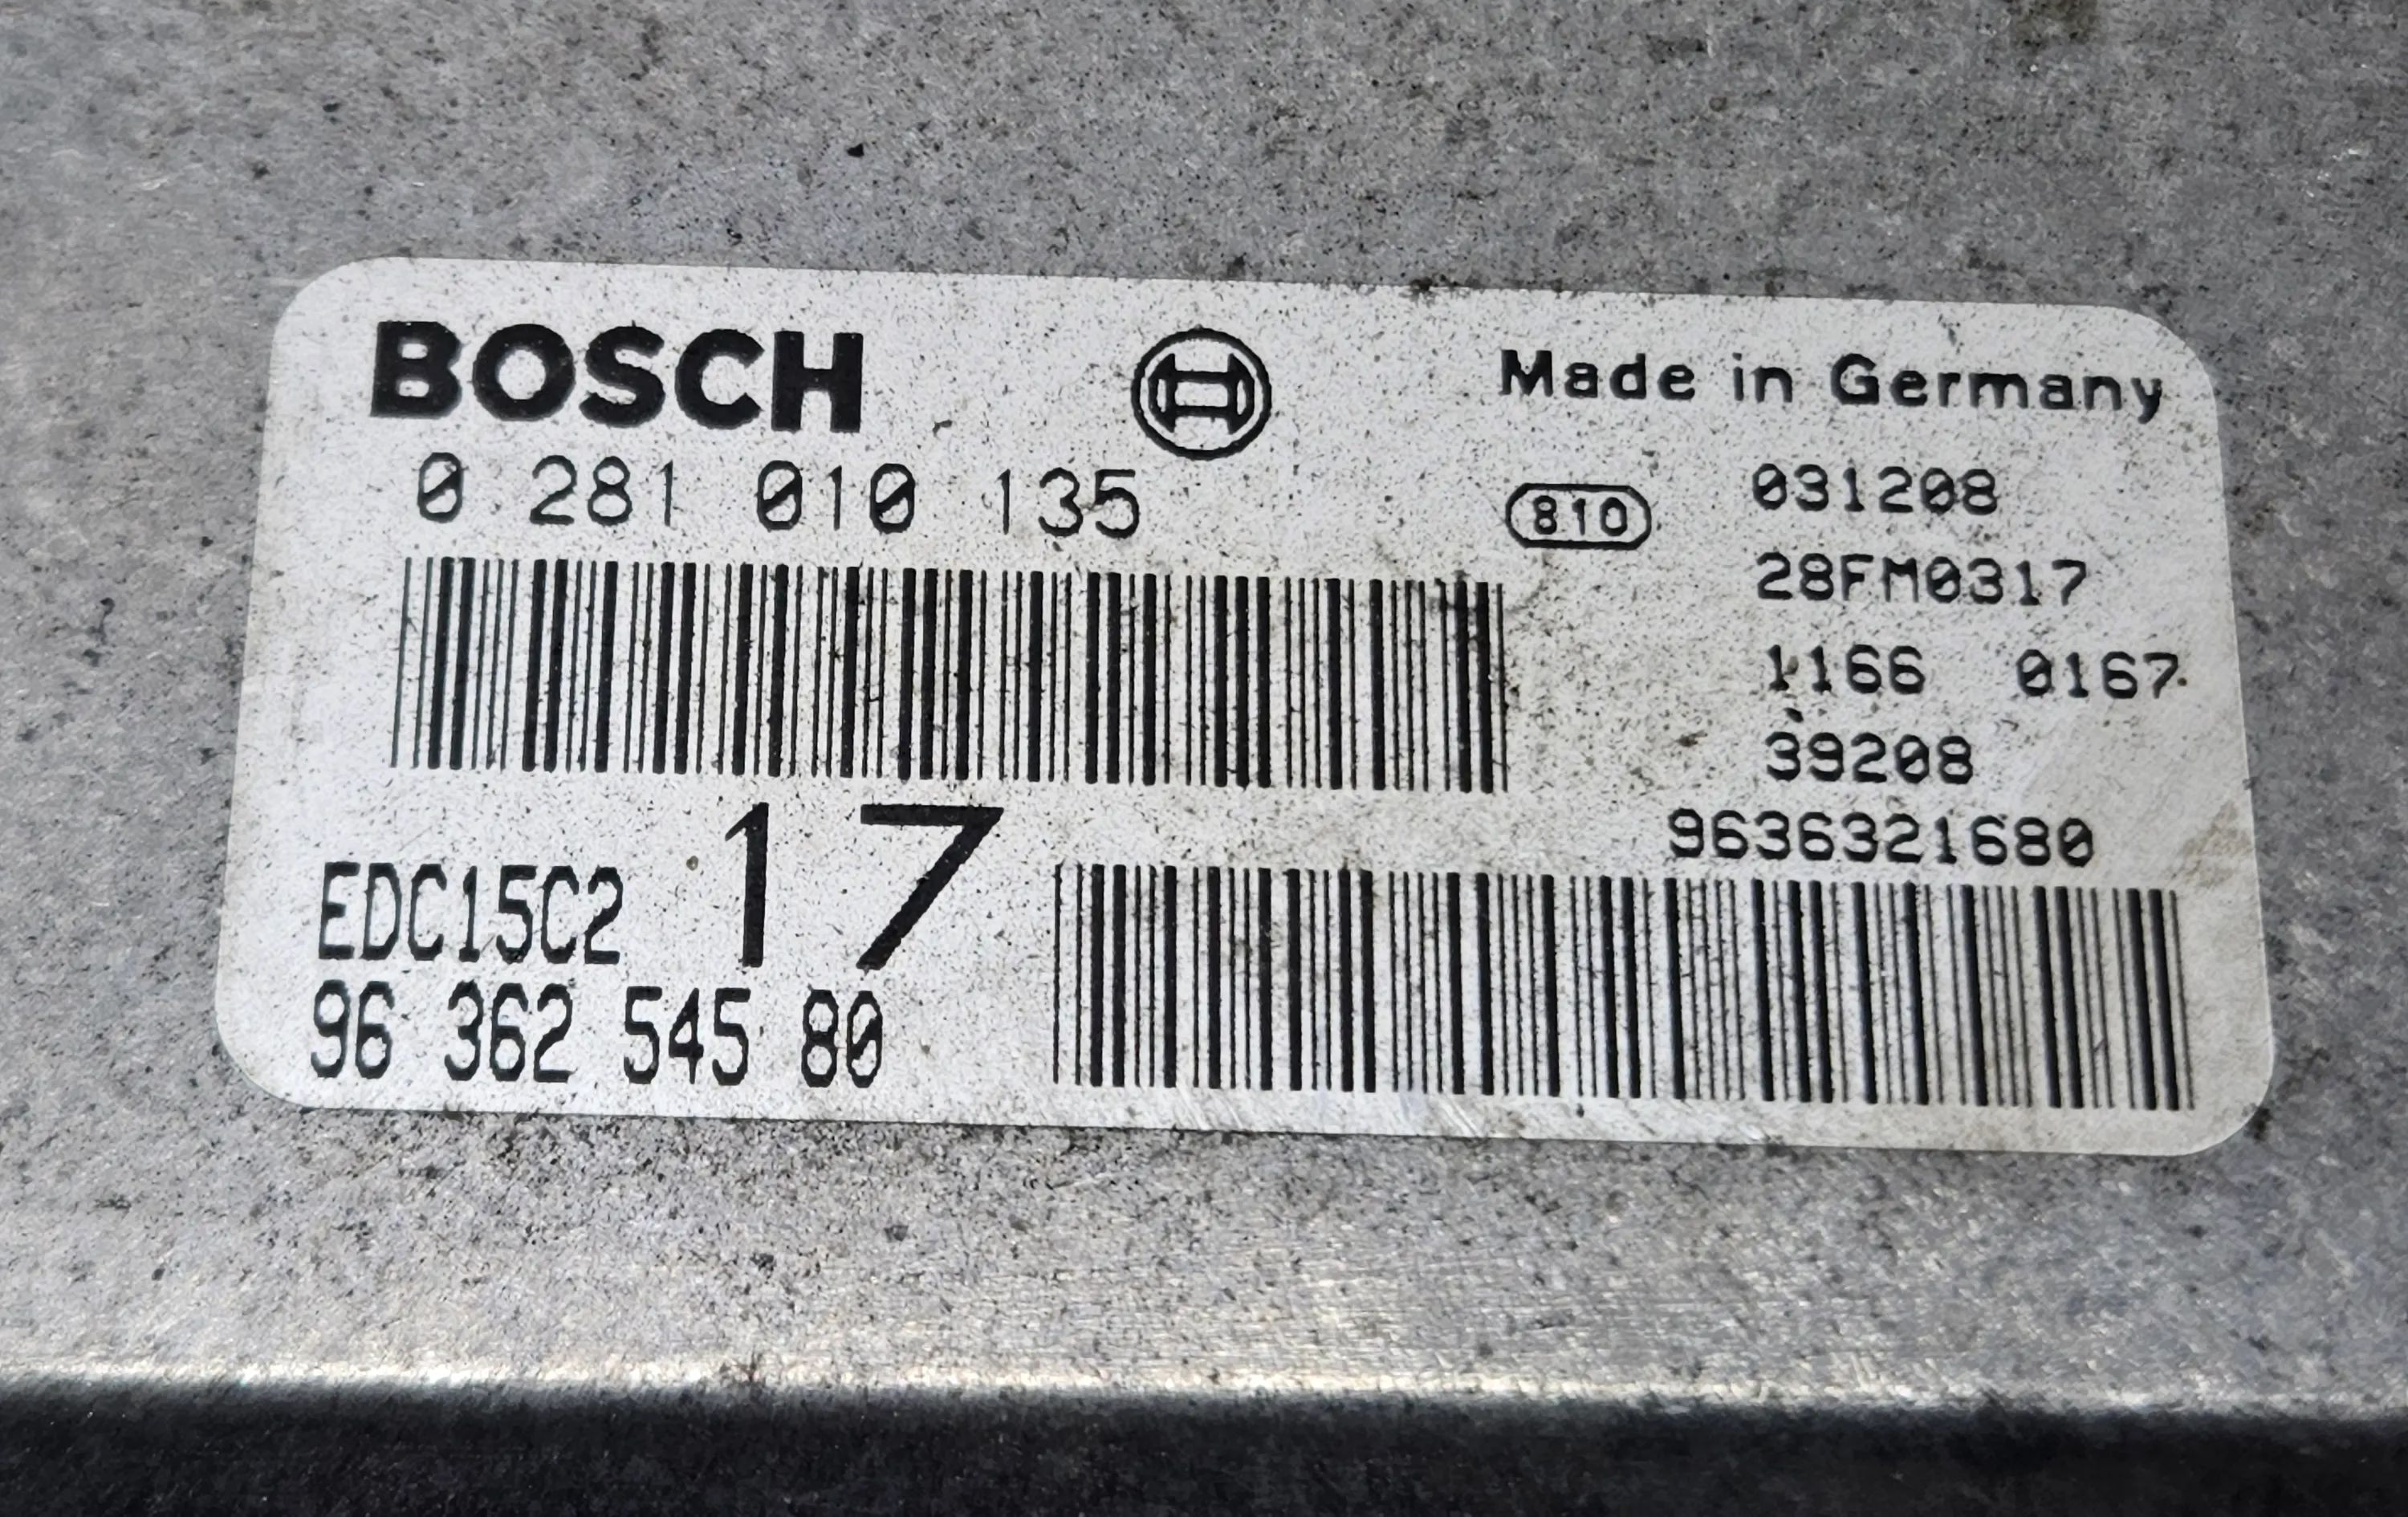 BOSCH
Made in Germany
0 281 010 135
810
031208
28FM0317
1166 0167
39208
9636321680
EDC15C2
17
96 362 545 80